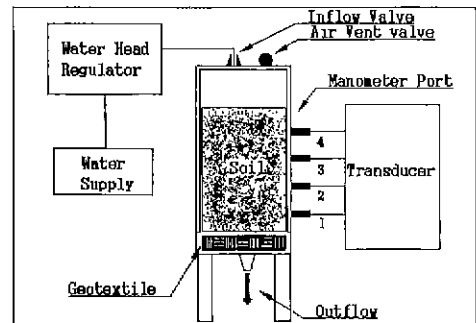 Inflow Valve
Air Vent valve
Water Head
Regulator
Manometer Port
4
Soil
3
Transducer
Water
Supply
2
1
Geotextile
Outflow